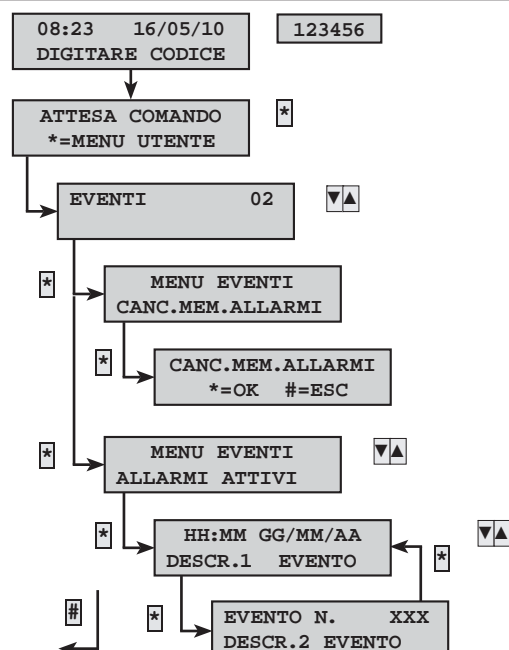 08:23 16/05/10
DIGITARE CODICE
123456
ATTESA COMANDO
*=MENU UTENTE
*
EVENTI 02
▼▲
*
MENU EVENTI
CANC.MEM.ALLARMI
*
CANC.MEM.ALLARMI
*=OK #=ESC
*
MENU EVENTI
ALLARMI ATTIVI
▼▲
*
HH:MM GG/MM/AA
DESCR.1 EVENTO
▼▲
*
#
*
EVENTO N. XXX
DESCR.2 EVENTO